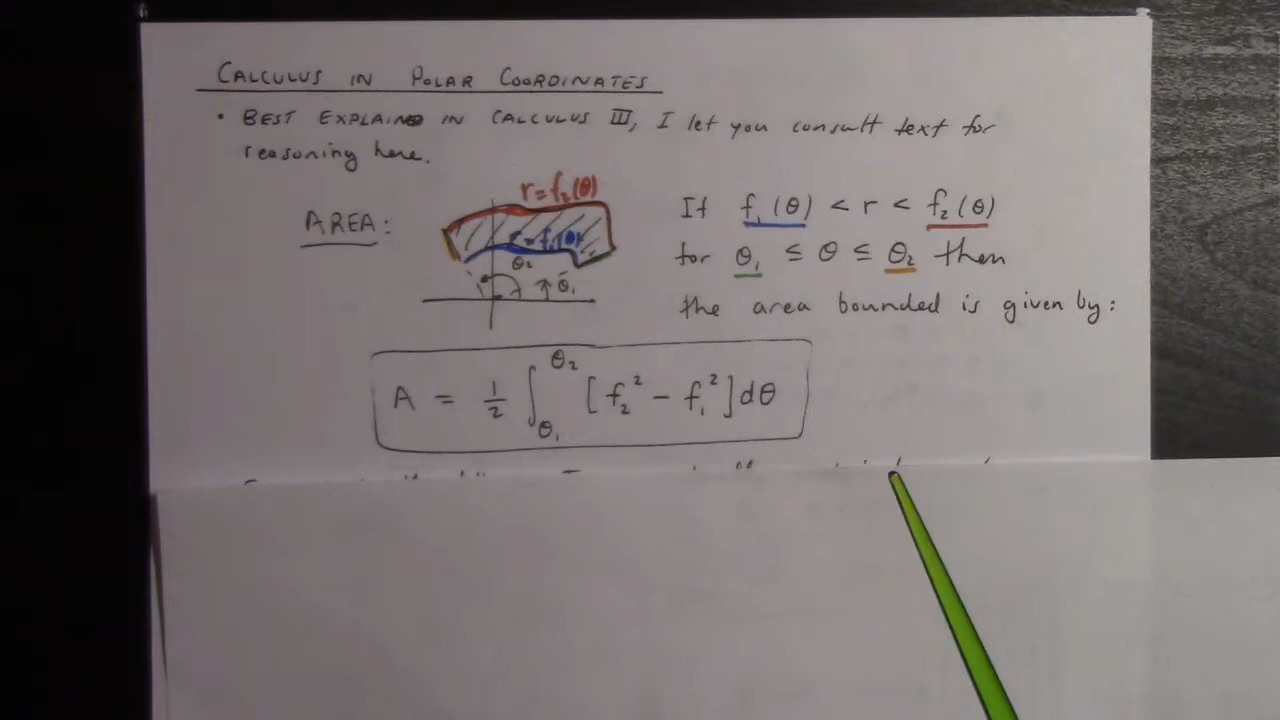 CALCULUS IN POLAR COORDINATES
• BEST EXPLAINED IN CALCULUS III, I let you consult text for
reasoning here.
r=f₂(θ)
AREA:
r=f₁(θ)
θ₂
θ₁
If f₁(θ) < r < f₂(θ)
for θ₁ ≤ θ ≤ θ₂ then
the area bounded is given by:
A = 1/2 ∫_θ₁^θ₂ [f₂² − f₁²]dθ